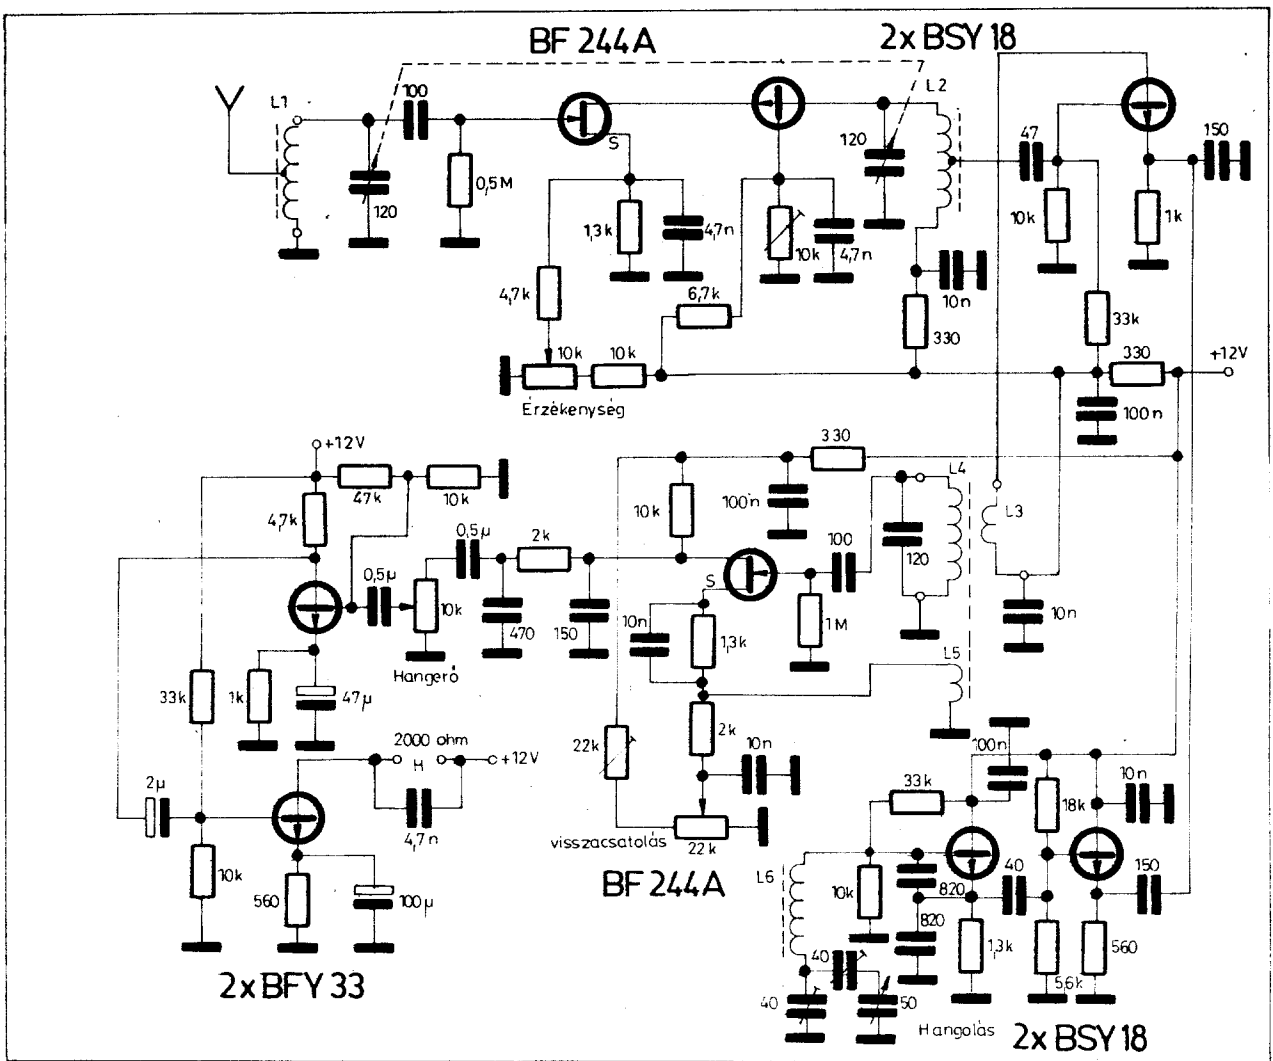 BF 244A
2x BSY 18
L1
100
L2
120
0,5M
S
120
47
150
1,3k
4,7n
10k
4,7n
10k
1k
4,7k
6,7k
10n
330
33k
10k
10k
330
+12V
Érzékenység
100n
+12V
330
47k
10k
L4
4,7k
10k
100n
L3
0,5µ
2k
100
120
0,5µ
10k
S
10n
470
150
10n
1,3k
1M
Hangerő
L5
33k
1k
47µ
2000 ohm
H
+12V
22k
2k
10n
100n
2µ
4,7n
33k
18k
10n
visszacsatolás
22k
BF 244A
L6
10k
820
40
150
10k
560
100µ
820
40
1,3k
560
2x BFY 33
40
50
5,6k
Hangolás
2x BSY 18